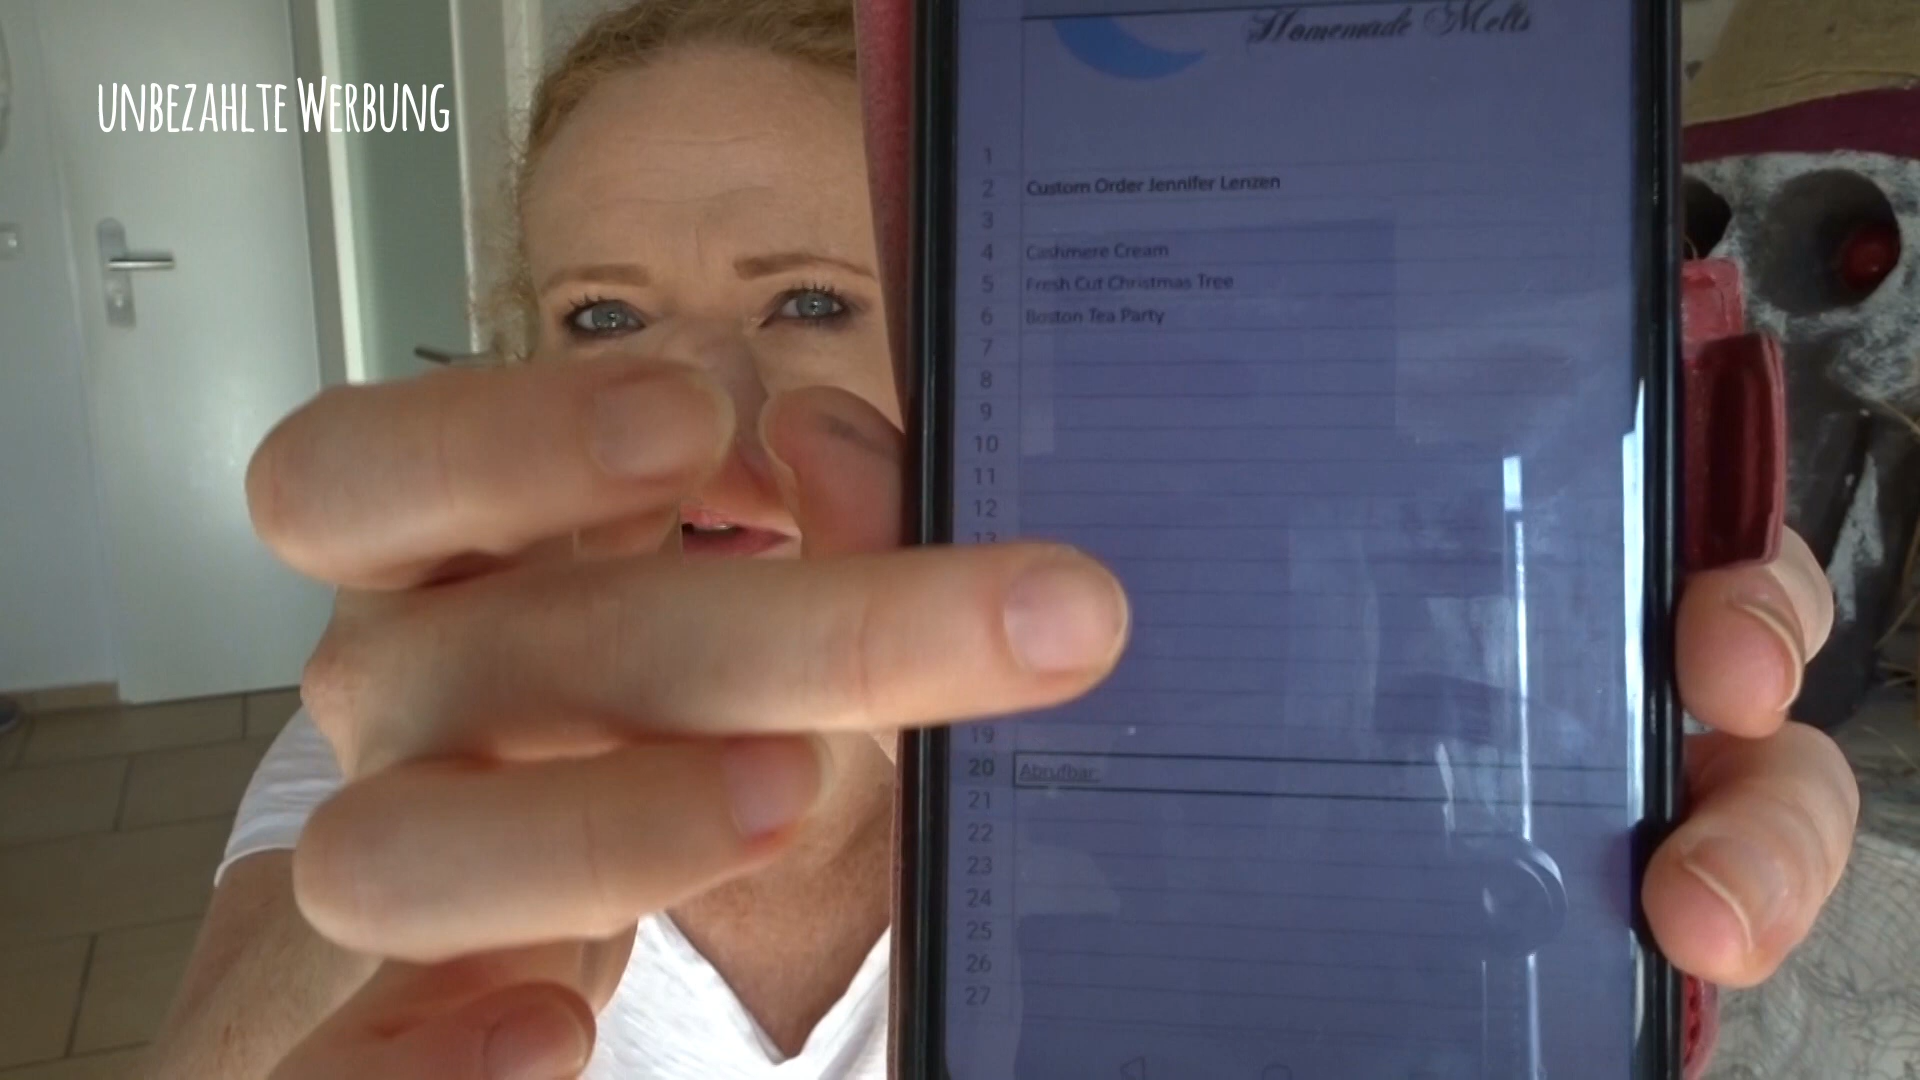 UNBEZAHLTE WERBUNG
Homemade Melts
1
2 Custom Order Jennifer Lenzen
3
4 Cashmere Cream
5 Fresh Cut Christmas Tree
6 Boston Tea Party
7
8
9
10
11
12
13
19
20 Abrufbar:
21
22
23
24
25
26
27